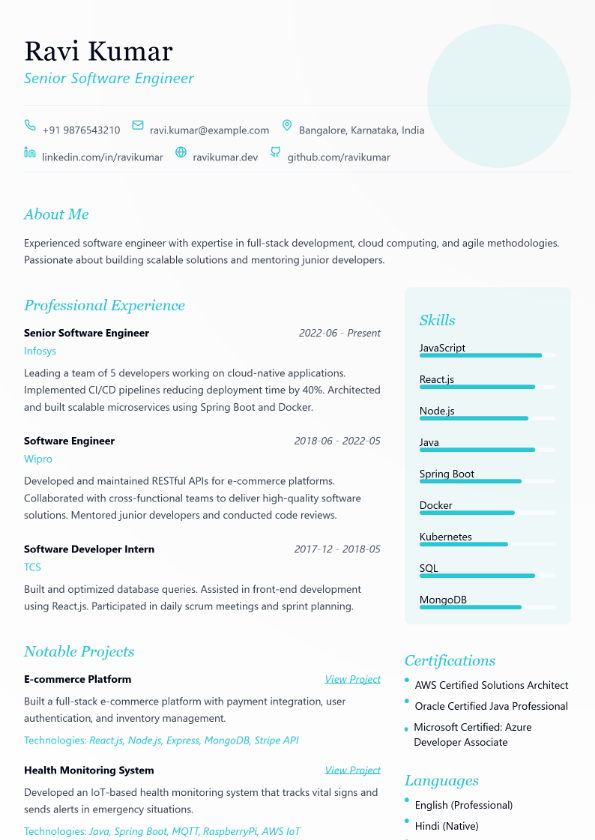 Ravi Kumar
Senior Software Engineer
+91 9876543210 ravi.kumar@example.com Bangalore, Karnataka, India
linkedin.com/in/ravikumar ravikumar.dev github.com/ravikumar
About Me
Experienced software engineer with expertise in full-stack development, cloud computing, and agile methodologies.
Passionate about building scalable solutions and mentoring junior developers.
Professional Experience
Senior Software Engineer 2022-06 - Present
Infosys
Leading a team of 5 developers working on cloud-native applications.
Implemented CI/CD pipelines reducing deployment time by 40%. Architected
and built scalable microservices using Spring Boot and Docker.
Software Engineer 2018-06 - 2022-05
Wipro
Developed and maintained RESTful APIs for e-commerce platforms.
Collaborated with cross-functional teams to deliver high-quality software
solutions. Mentored junior developers and conducted code reviews.
Software Developer Intern 2017-12 - 2018-05
TCS
Built and optimized database queries. Assisted in front-end development
using React.js. Participated in daily scrum meetings and sprint planning.
Notable Projects
E-commerce Platform View Project
Built a full-stack e-commerce platform with payment integration, user
authentication, and inventory management.
Technologies: React.js, Node.js, Express, MongoDB, Stripe API
Health Monitoring System View Project
Developed an IoT-based health monitoring system that tracks vital signs and
sends alerts in emergency situations.
Technologies: Java, Spring Boot, MQTT, RaspberryPi, AWS IoT
Skills
JavaScript
React.js
Node.js
Java
Spring Boot
Docker
Kubernetes
SQL
MongoDB
Certifications
AWS Certified Solutions Architect
Oracle Certified Java Professional
Microsoft Certified: Azure
Developer Associate
Languages
English (Professional)
Hindi (Native)